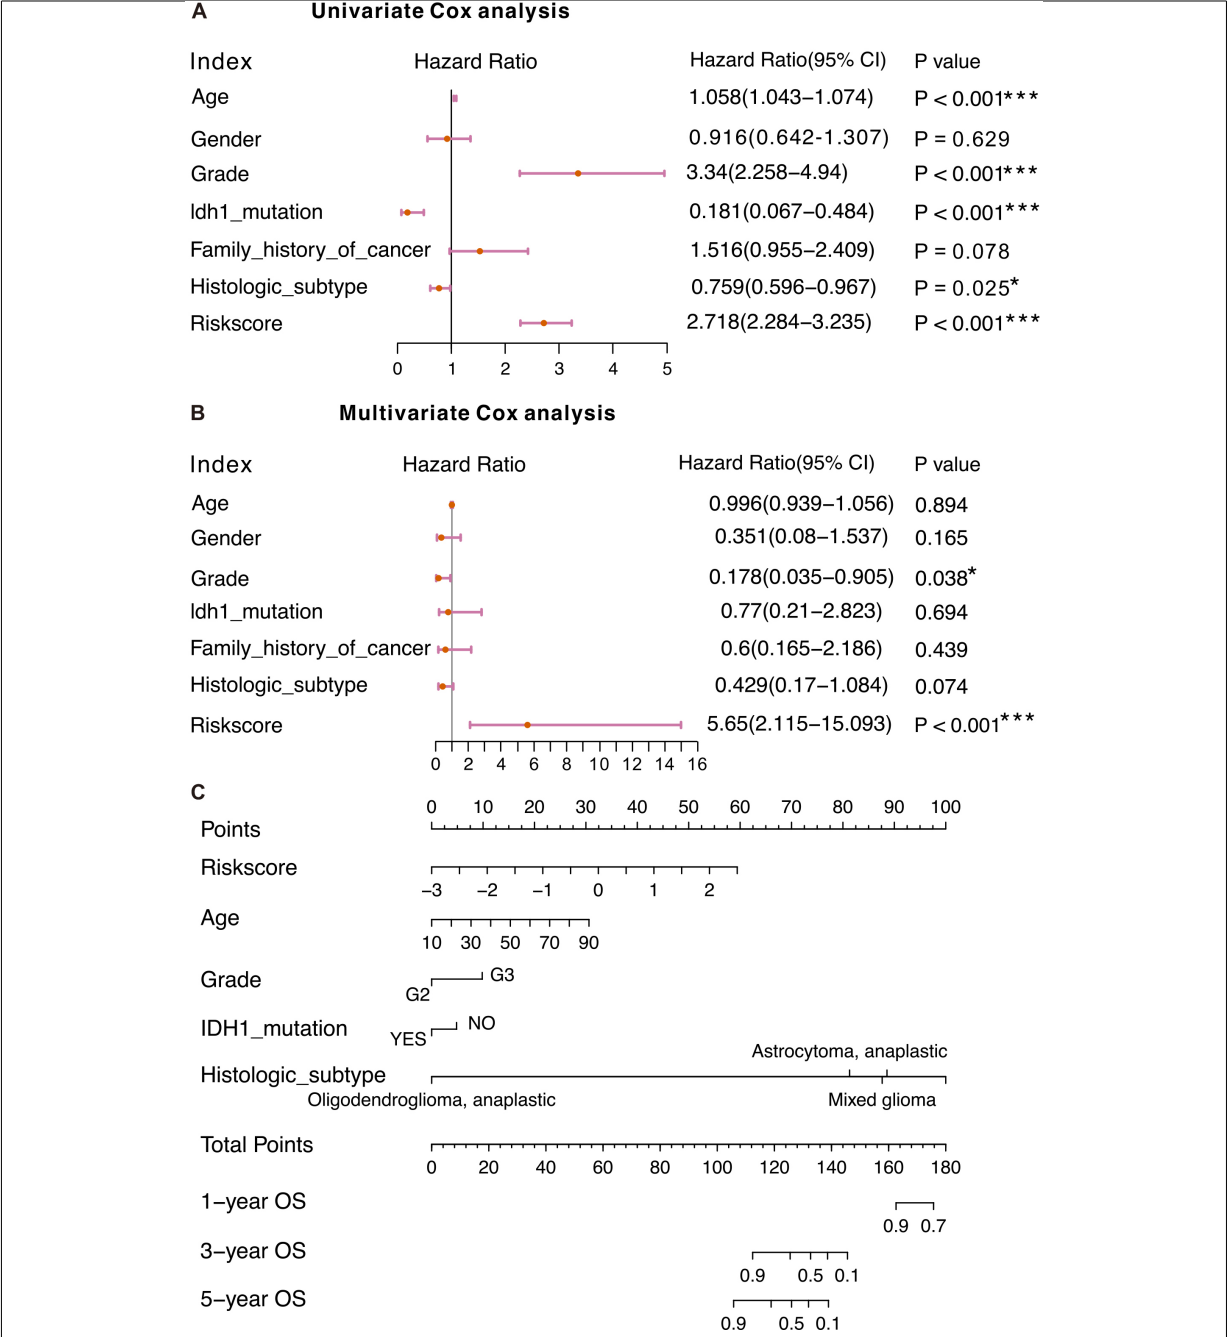 A Univariate Cox analysis
Index Hazard Ratio Hazard Ratio(95% CI) P value
Age 1.058(1.043–1.074) P < 0.001***
Gender 0.916(0.642-1.307) P = 0.629
Grade 3.34(2.258–4.94) P < 0.001***
Idh1_mutation 0.181(0.067–0.484) P < 0.001***
Family_history_of_cancer 1.516(0.955–2.409) P = 0.078
Histologic_subtype 0.759(0.596–0.967) P = 0.025*
Riskscore 2.718(2.284–3.235) P < 0.001***
0 1 2 3 4 5
B Multivariate Cox analysis
Index Hazard Ratio Hazard Ratio(95% CI) P value
Age 0.996(0.939–1.056) 0.894
Gender 0.351(0.08–1.537) 0.165
Grade 0.178(0.035–0.905) 0.038*
Idh1_mutation 0.77(0.21–2.823) 0.694
Family_history_of_cancer 0.6(0.165–2.186) 0.439
Histologic_subtype 0.429(0.17–1.084) 0.074
Riskscore 5.65(2.115–15.093) P < 0.001***
0 2 4 6 8 10 12 14 16
C
0 10 20 30 40 50 60 70 80 90 100
Points
Riskscore
–3 –2 –1 0 1 2
Age
10 30 50 70 90
Grade G3
G2
IDH1_mutation NO
YES
Astrocytoma, anaplastic
Histologic_subtype
Oligodendroglioma, anaplastic Mixed glioma
Total Points
0 20 40 60 80 100 120 140 160 180
1–year OS
0.9 0.7
3–year OS
0.9 0.5 0.1
5–year OS
0.9 0.5 0.1